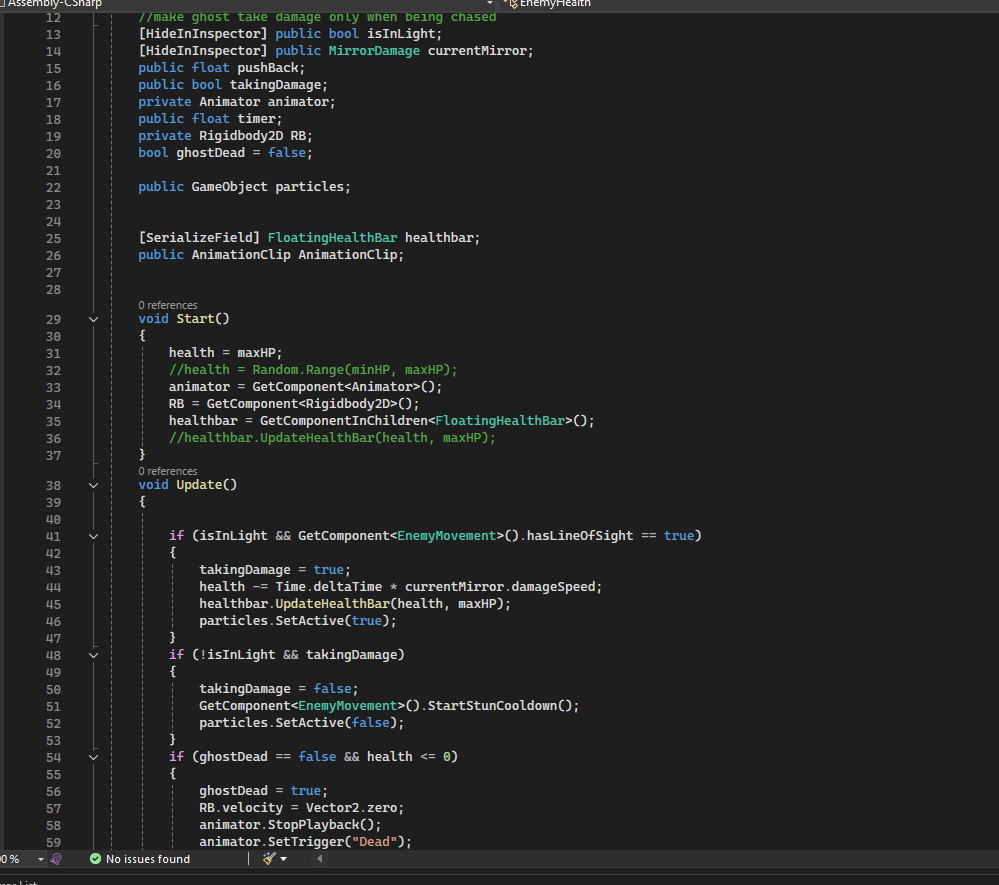 Assembly-CSharp EnemyHealth
12 //make ghost take damage only when being chased
13 [HideInInspector] public bool isInLight;
14 [HideInInspector] public MirrorDamage currentMirror;
15 public float pushBack;
16 public bool takingDamage;
17 private Animator animator;
18 public float timer;
19 private Rigidbody2D RB;
20 bool ghostDead = false;
21
22 public GameObject particles;
23
24
25 [SerializeField] FloatingHealthBar healthbar;
26 public AnimationClip AnimationClip;
27
28
0 references
29 void Start()
30 {
31 health = maxHP;
32 //health = Random.Range(minHP, maxHP);
33 animator = GetComponent<Animator>();
34 RB = GetComponent<Rigidbody2D>();
35 healthbar = GetComponentInChildren<FloatingHealthBar>();
36 //healthbar.UpdateHealthBar(health, maxHP);
37 }
0 references
38 void Update()
39 {
40
41 if (isInLight && GetComponent<EnemyMovement>().hasLineOfSight == true)
42 {
43 takingDamage = true;
44 health -= Time.deltaTime * currentMirror.damageSpeed;
45 healthbar.UpdateHealthBar(health, maxHP);
46 particles.SetActive(true);
47 }
48 if (!isInLight && takingDamage)
49 {
50 takingDamage = false;
51 GetComponent<EnemyMovement>().StartStunCooldown();
52 particles.SetActive(false);
53 }
54 if (ghostDead == false && health <= 0)
55 {
56 ghostDead = true;
57 RB.velocity = Vector2.zero;
58 animator.StopPlayback();
59 animator.SetTrigger("Dead");
No issues found